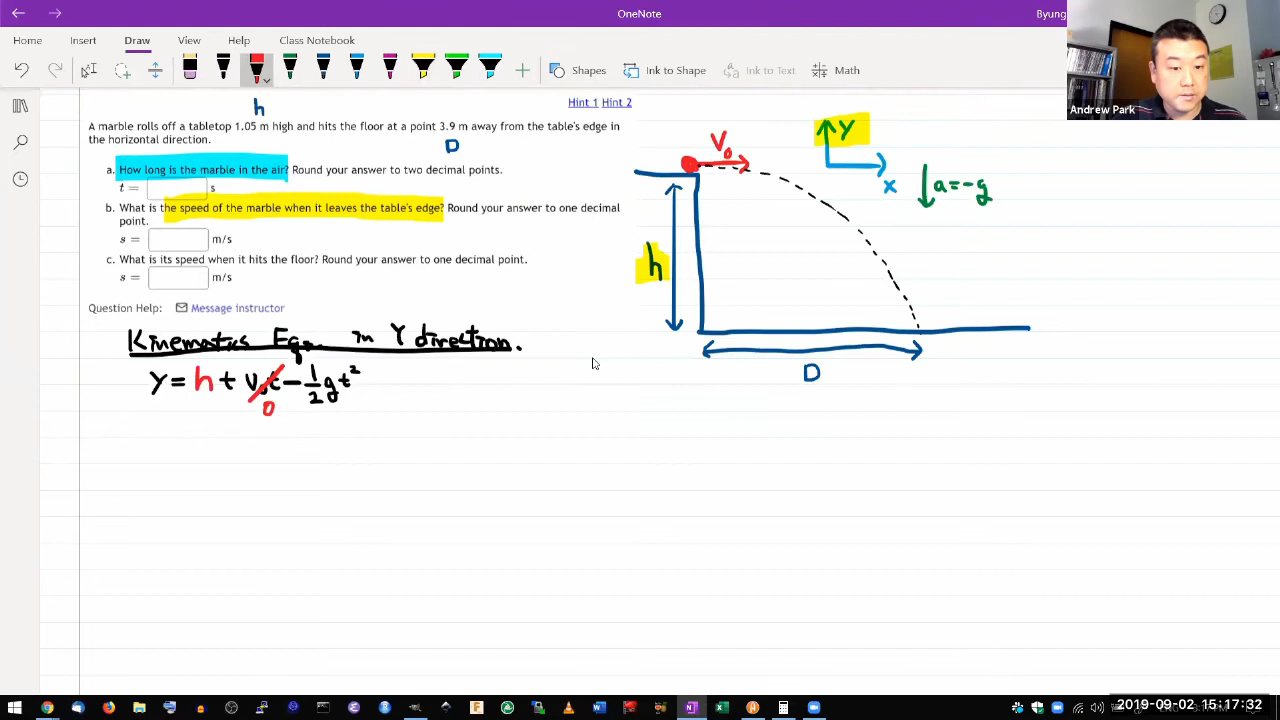 OneNote
Byung
Home Insert Draw View Help Class Notebook
Shapes Ink to Shape Ink to Text Math
Andrew Park
h
Hint 1 Hint 2
A marble rolls off a tabletop 1.05 m high and hits the floor at a point 3.9 m away from the table's edge in
the horizontal direction.
D
a. How long is the marble in the air? Round your answer to two decimal points.
t = s
b. What is the speed of the marble when it leaves the table's edge? Round your answer to one decimal
point.
s = m/s
c. What is its speed when it hits the floor? Round your answer to one decimal point.
s = m/s
Question Help: Message instructor
Kinematics Eqn. in Y direction.
Y = h + V₀t - 1/2 gt²
0
V₀
Y
x
a=-g
h
D
2019-09-02 15:17:32